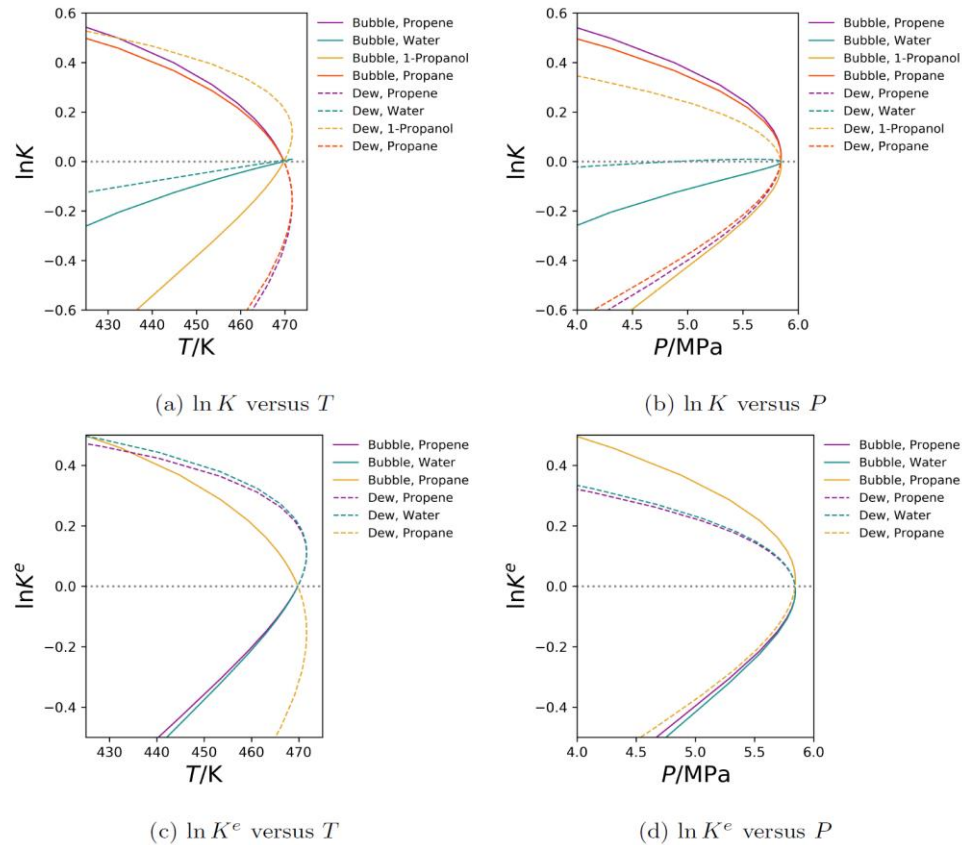 0.6
0.4
0.2
0.0
−0.2
−0.4
−0.6
lnK
430 440 450 460 470
T/K
Bubble, Propene
Bubble, Water
Bubble, 1-Propanol
Bubble, Propane
Dew, Propene
Dew, Water
Dew, 1-Propanol
Dew, Propane
(a) ln K versus T
0.6
0.4
0.2
0.0
−0.2
−0.4
−0.6
lnK
4.0 4.5 5.0 5.5 6.0
P/MPa
Bubble, Propene
Bubble, Water
Bubble, 1-Propanol
Bubble, Propane
Dew, Propene
Dew, Water
Dew, 1-Propanol
Dew, Propane
(b) ln K versus P
0.4
0.2
0.0
−0.2
−0.4
lnKᵉ
430 440 450 460 470
T/K
Bubble, Propene
Bubble, Water
Bubble, Propane
Dew, Propene
Dew, Water
Dew, Propane
(c) ln Kᵉ versus T
0.4
0.2
0.0
−0.2
−0.4
lnKᵉ
4.0 4.5 5.0 5.5 6.0
P/MPa
Bubble, Propene
Bubble, Water
Bubble, Propane
Dew, Propene
Dew, Water
Dew, Propane
(d) ln Kᵉ versus P